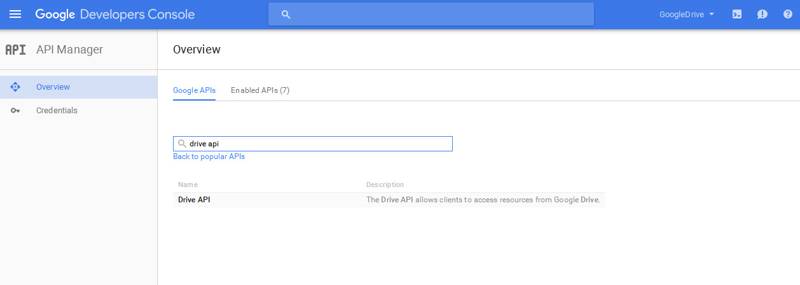 Google Developers Console
GoogleDrive
API API Manager
Overview
Overview
Credentials
Google APIs
Enabled APIs (7)
drive api
Back to popular APIs
Name
Description
Drive API
The Drive API allows clients to access resources from Google Drive.